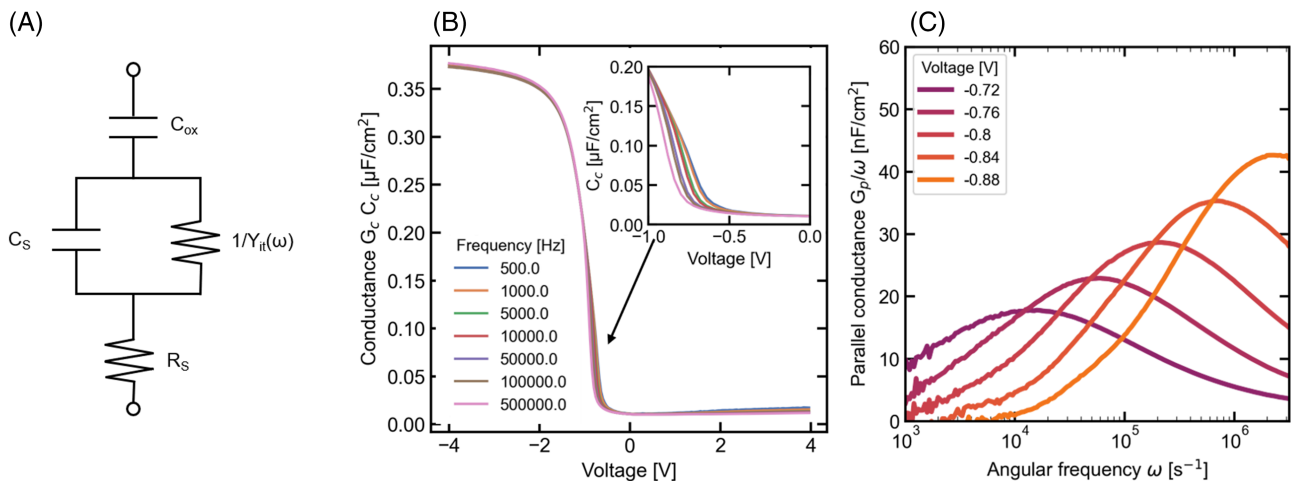 (A)
C_ox
C_S
1/Y_it(ω)
R_S
(B)
Conductance G_c C_c [μF/cm²]
0.35
0.30
0.25
0.20
0.15
0.10
0.05
0.00
−4
−2
0
2
4
Voltage [V]
Frequency [Hz]
500.0
1000.0
5000.0
10000.0
50000.0
100000.0
500000.0
C_c [μF/cm²]
0.20
0.15
0.10
0.05
0.00
−1.0
−0.5
0.0
Voltage [V]
(C)
Parallel conductance G_p/ω [nF/cm²]
60
50
40
30
20
10
0
10³
10⁴
10⁵
10⁶
Angular frequency ω [s⁻¹]
Voltage [V]
-0.72
-0.76
-0.8
-0.84
-0.88